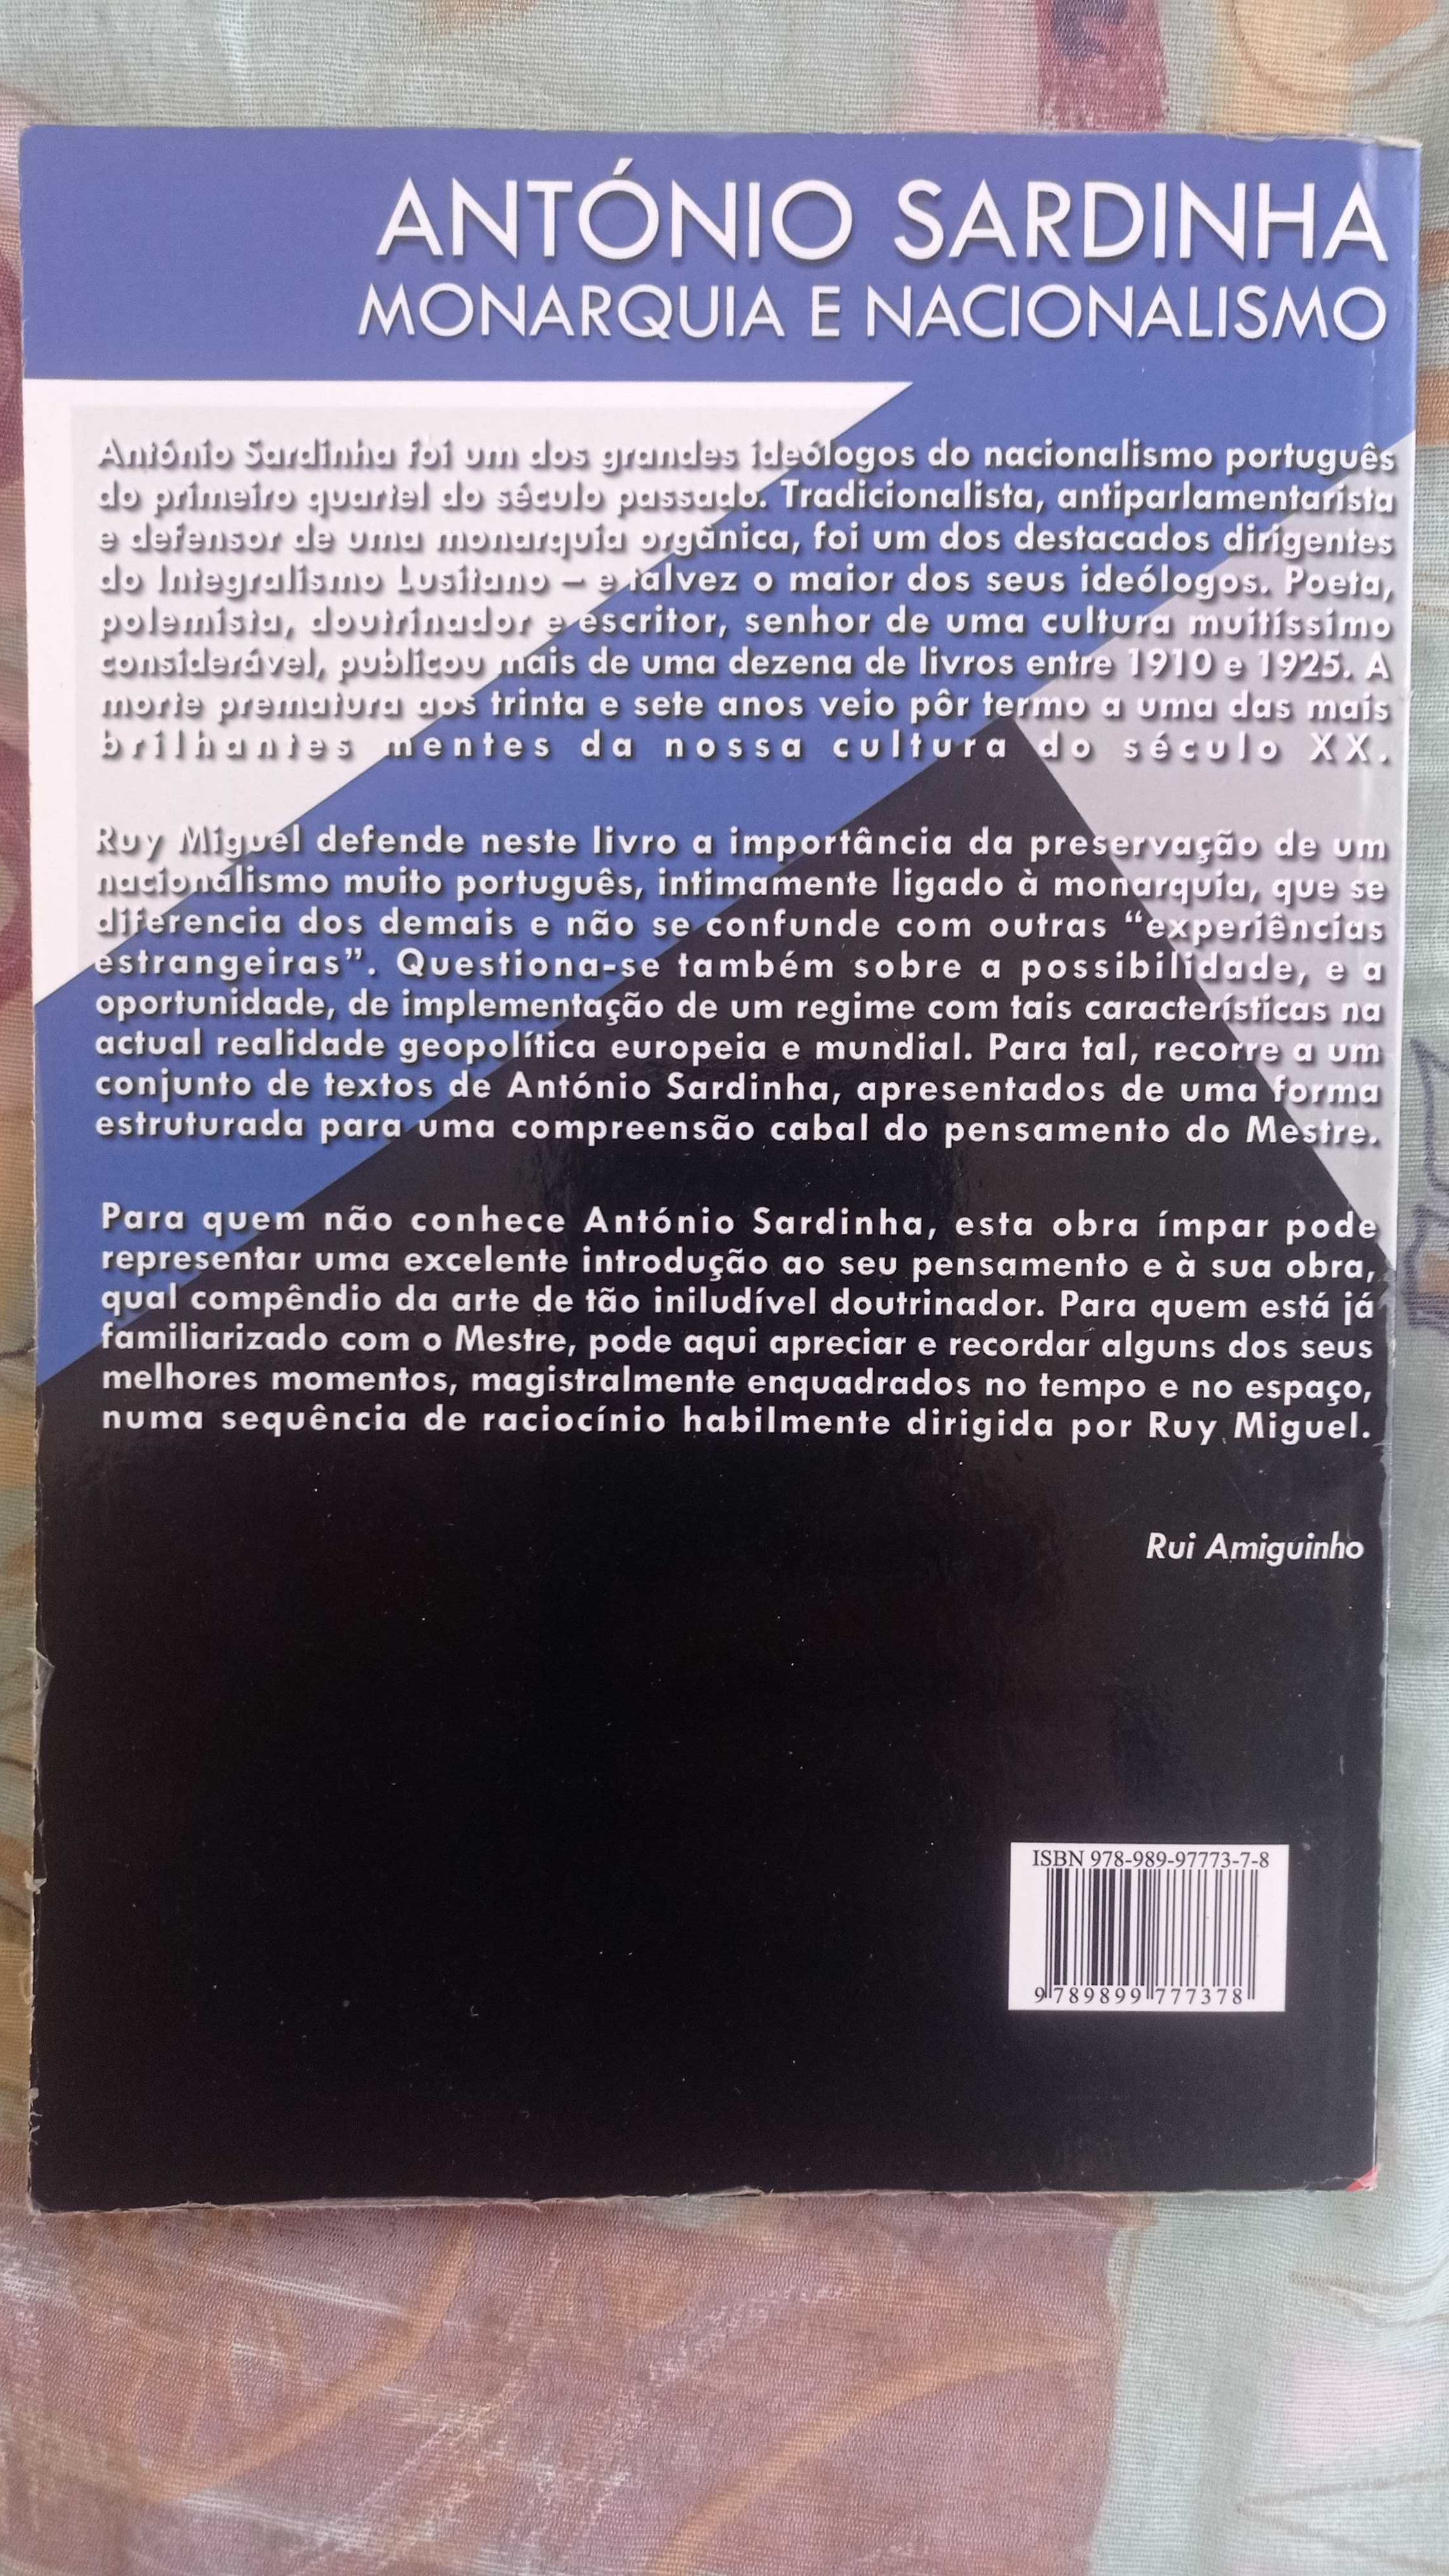 ANTÓNIO SARDINHA
MONARQUIA E NACIONALISMO
António Sardinha foi um dos grandes ideólogos do nacionalismo português
do primeiro quartel do século passado. Tradicionalista, antiparlamentarista
e defensor de uma monarquia orgânica, foi um dos destacados dirigentes
do Integralismo Lusitano – e talvez o maior dos seus ideólogos. Poeta,
polemista, doutrinador e escritor, senhor de uma cultura muitíssimo
considerável, publicou mais de uma dezena de livros entre 1910 e 1925. A
morte prematura aos trinta e sete anos veio pôr termo a uma das mais
brilhantes mentes da nossa cultura do século XX.
Ruy Miguel defende neste livro a importância da preservação de um
nacionalismo muito português, intimamente ligado à monarquia, que se
diferencia dos demais e não se confunde com outras “experiências
estrangeiras”. Questiona-se também sobre a possibilidade, e a
oportunidade, de implementação de um regime com tais características na
actual realidade geopolítica europeia e mundial. Para tal, recorre a um
conjunto de textos de António Sardinha, apresentados de uma forma
estruturada para uma compreensão cabal do pensamento do Mestre.
Para quem não conhece António Sardinha, esta obra ímpar pode
representar uma excelente introdução ao seu pensamento e à sua obra,
qual compêndio da arte de tão iniludível doutrinador. Para quem está já
familiarizado com o Mestre, pode aqui apreciar e recordar alguns dos seus
melhores momentos, magistralmente enquadrados no tempo e no espaço,
numa sequência de raciocínio habilmente dirigida por Ruy Miguel.
Rui Amiguinho
ISBN 978-989-97773-7-8
9 789899 777378